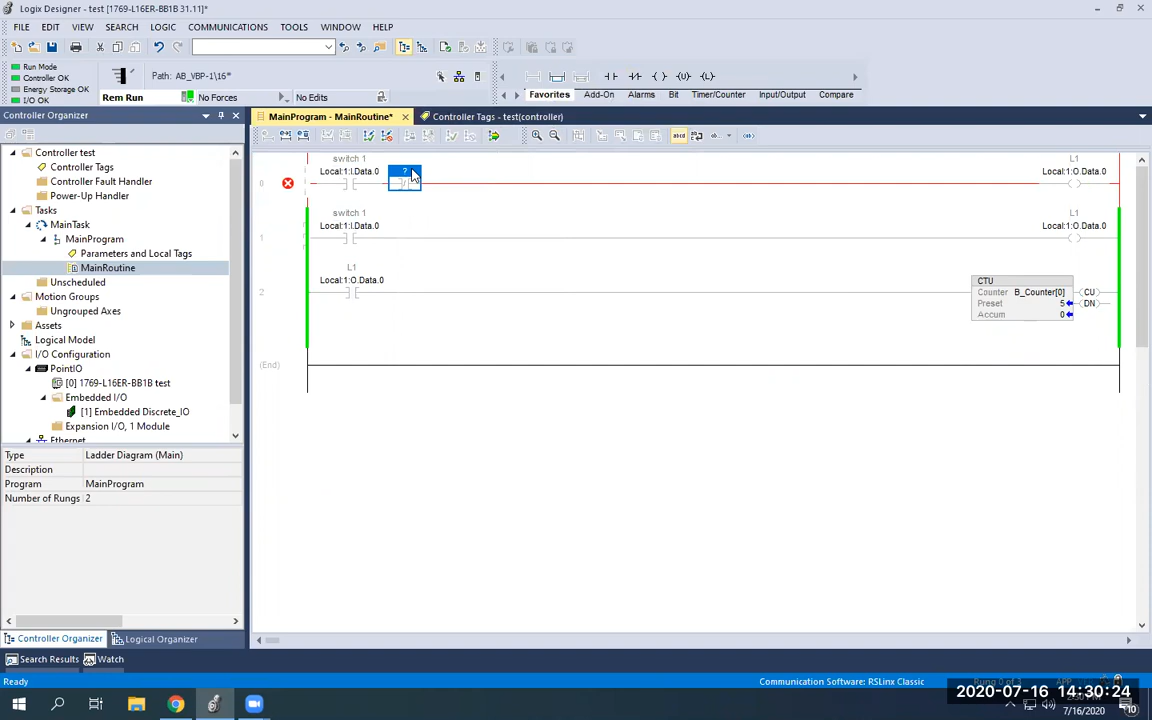 Logix Designer - test [1769-L16ER-BB1B 31.11]*
FILE EDIT VIEW SEARCH LOGIC COMMUNICATIONS TOOLS WINDOW HELP
Run Mode
Controller OK
Energy Storage OK
I/O OK
Path: AB_VBP-1\16*
Rem Run No Forces No Edits
Favorites Add-On Alarms Bit Timer/Counter Input/Output Compare
Controller Organizer
MainProgram - MainRoutine*
Controller Tags - test(controller)
Controller test
Controller Tags
Controller Fault Handler
Power-Up Handler
Tasks
MainTask
MainProgram
Parameters and Local Tags
MainRoutine
Unscheduled
Motion Groups
Ungrouped Axes
Assets
Logical Model
I/O Configuration
PointIO
[0] 1769-L16ER-BB1B test
Embedded I/O
[1] Embedded Discrete_IO
Expansion I/O, 1 Module
Ethernet
Type Ladder Diagram (Main)
Description
Program MainProgram
Number of Rungs 2
Controller Organizer Logical Organizer
switch 1 L1
Local:1:I.Data.0 ? Local:1:O.Data.0
0
switch 1 L1
Local:1:I.Data.0 Local:1:O.Data.0
1
L1
Local:1:O.Data.0
2
CTU
Counter B_Counter[0] CU
Preset 5 DN
Accum 0
(End)
Search Results Watch
Ready
Communication Software: RSLinx Classic
2020-07-16 14:30:24
7/16/2020